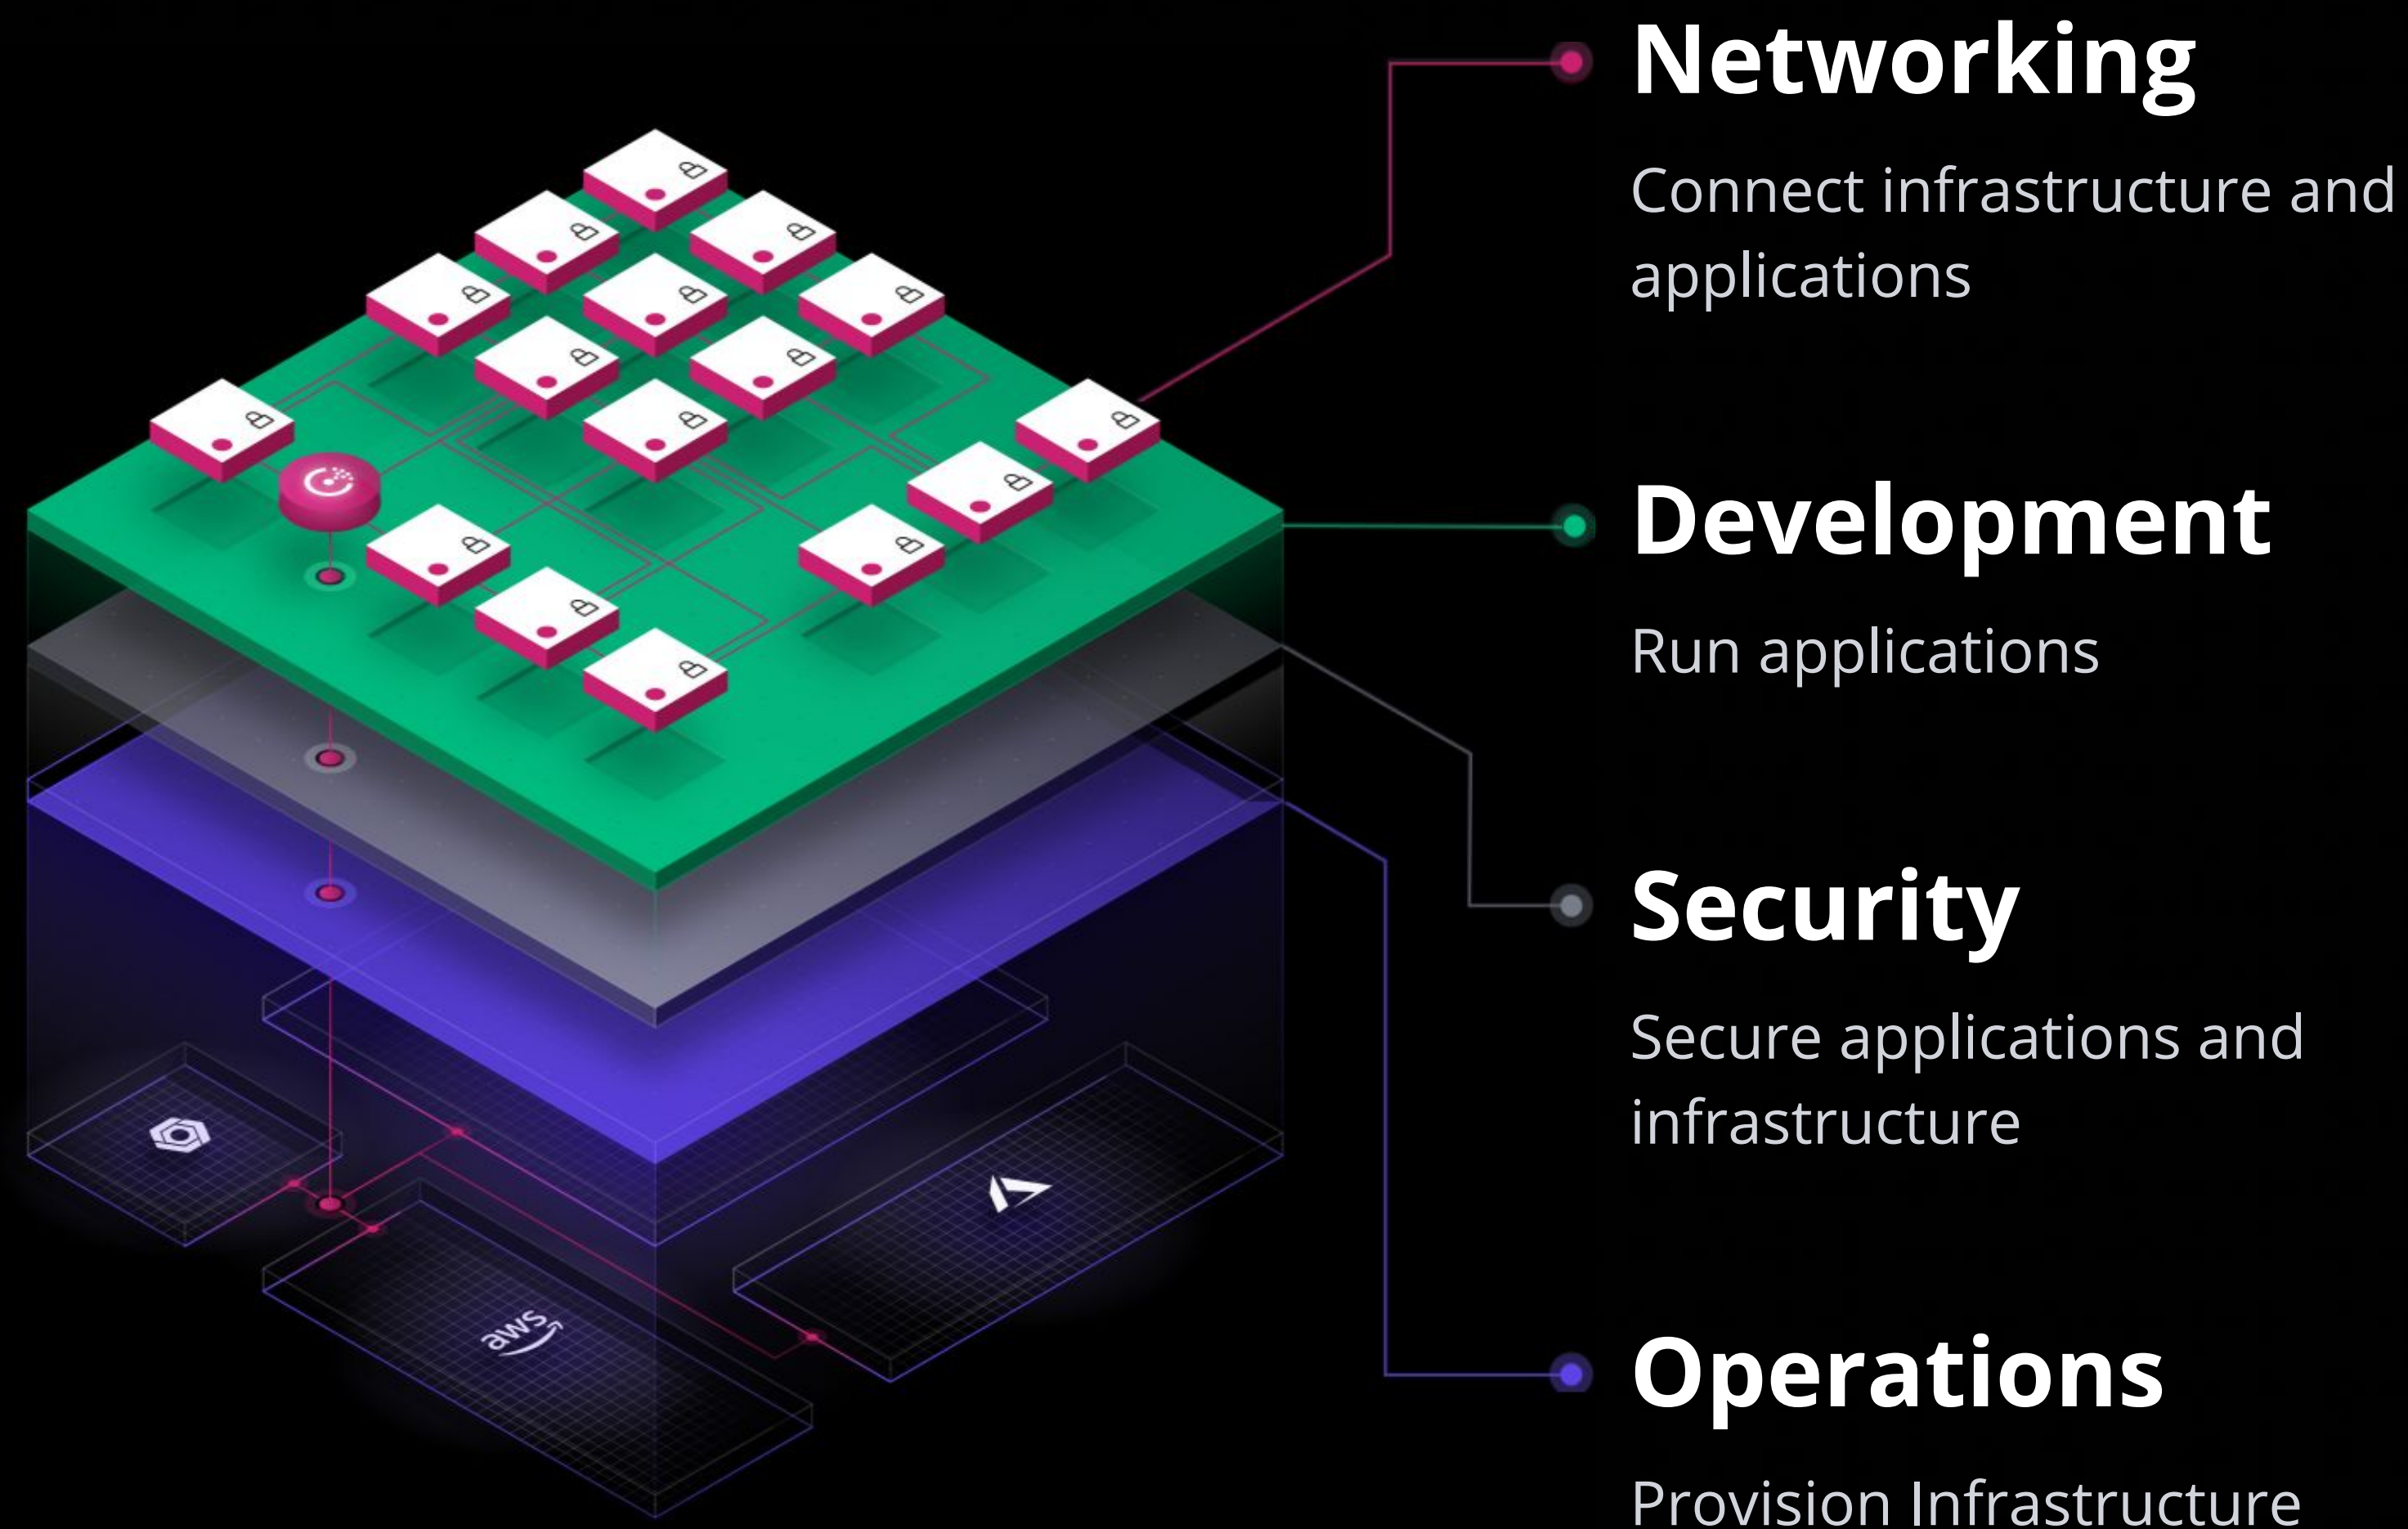 Networking
Connect infrastructure and
applications
Development
Run applications
Security
Secure applications and
infrastructure
aws
Operations
Provision Infrastructure